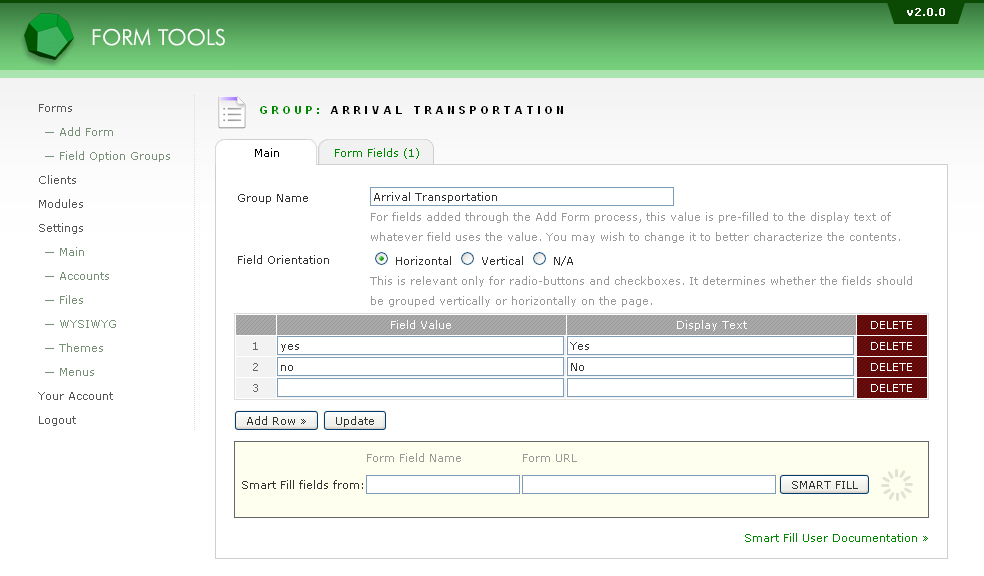 v2.0.0
FORM TOOLS
Forms
— Add Form
— Field Option Groups
Clients
Modules
Settings
— Main
— Accounts
— Files
— WYSIWYG
— Themes
— Menus
Your Account
Logout
GROUP: ARRIVAL TRANSPORTATION
Main Form Fields (1)
Group Name Arrival Transportation
For fields added through the Add Form process, this value is pre-filled to the display text of
whatever field uses the value. You may wish to change it to better characterize the contents.
Field Orientation Horizontal Vertical N/A
This is relevant only for radio-buttons and checkboxes. It determines whether the fields should
be grouped vertically or horizontally on the page.
Field Value Display Text DELETE
1 yes Yes DELETE
2 no No DELETE
3 DELETE
Add Row » Update
Form Field Name Form URL
Smart Fill fields from: SMART FILL
Smart Fill User Documentation »